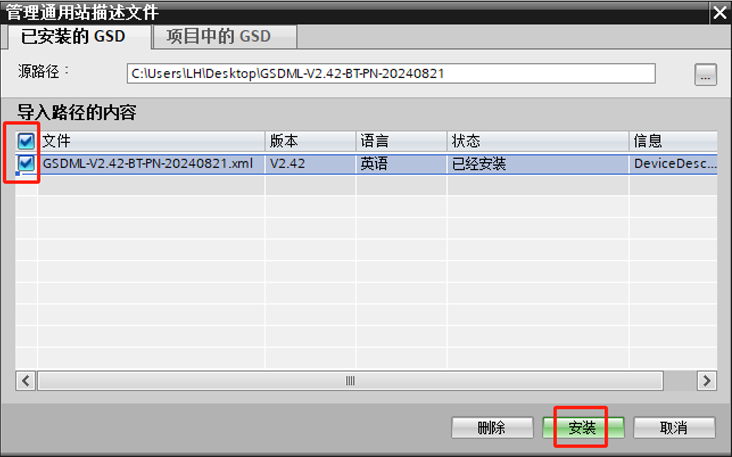 管理通用站描述文件
已安装的 GSD 项目中的 GSD
源路径： C:\Users\LH\Desktop\GSDML-V2.42-BT-PN-20240821 ...
导入路径的内容
文件 版本 语言 状态 信息
GSDML-V2.42-BT-PN-20240821.xml V2.42 英语 已经安装 DeviceDesc...
删除 安装 取消